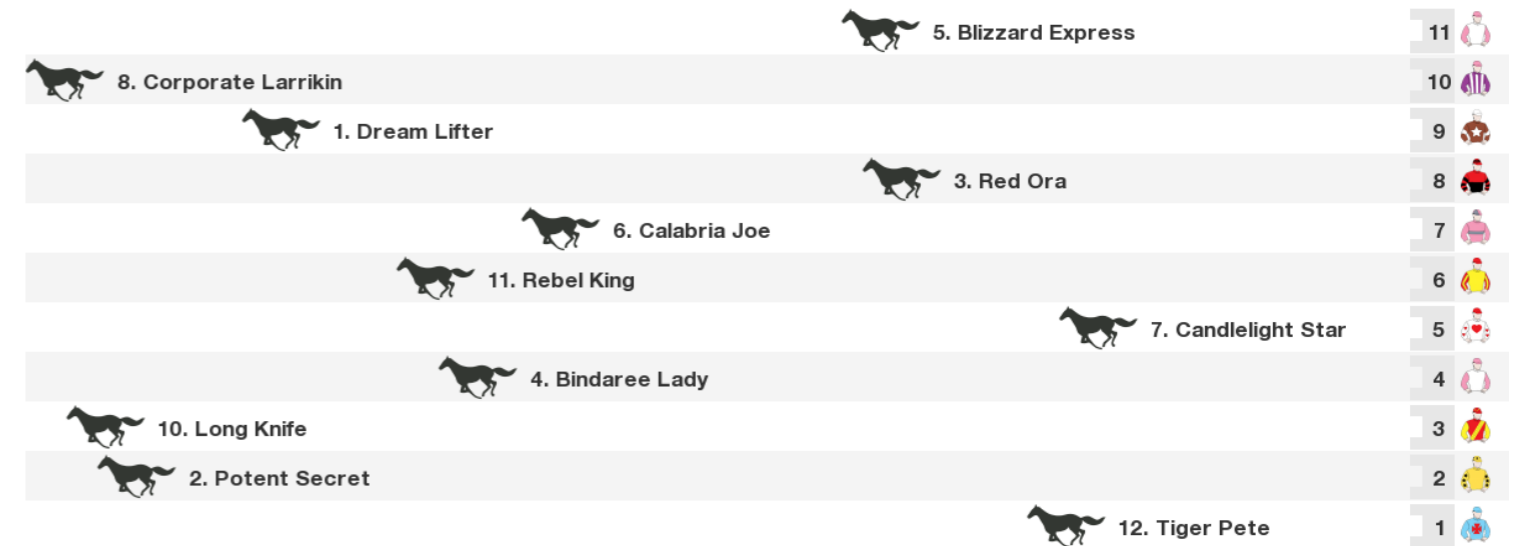 5. Blizzard Express 11
8. Corporate Larrikin 10
1. Dream Lifter 9
3. Red Ora 8
6. Calabria Joe 7
11. Rebel King 6
7. Candlelight Star 5
4. Bindaree Lady 4
10. Long Knife 3
2. Potent Secret 2
12. Tiger Pete 1